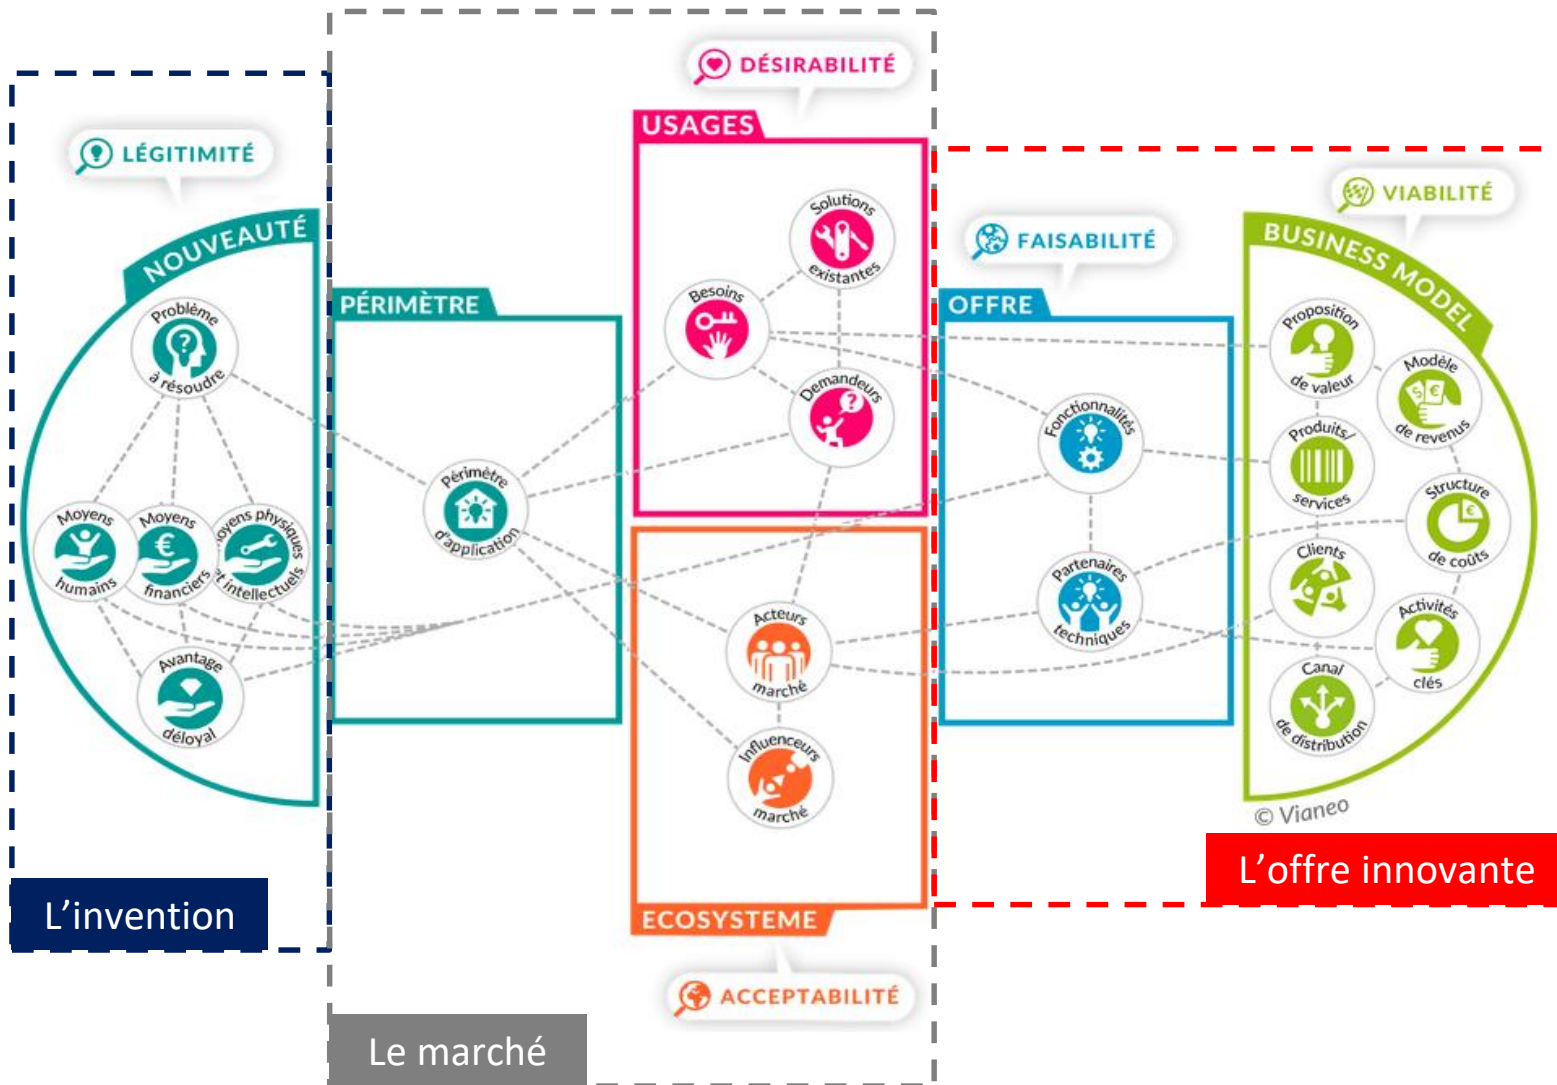 DÉSIRABILITÉ
LÉGITIMITÉ
USAGES
VIABILITÉ
NOUVEAUTÉ
FAISABILITÉ
BUSINESS MODEL
PÉRIMÈTRE
OFFRE
Problème
à résoudre
Moyens
humains
Moyens
financiers
oyens physiques
et intellectuels
Avantage
déloyal
Périmètre
d'application
Solutions
existantes
Besoins
Demandeurs
Acteurs
marché
Influenceurs
marché
Fonctionnalités
Partenaires
techniques
Proposition
de valeur
Modèle
de revenus
Produits/
services
Structure
de coûts
Clients
Activités
clés
Canal
de distribution
$ €
€
€
© Vianeo
L'offre innovante
L'invention
ECOSYSTEME
ACCEPTABILITÉ
Le marché